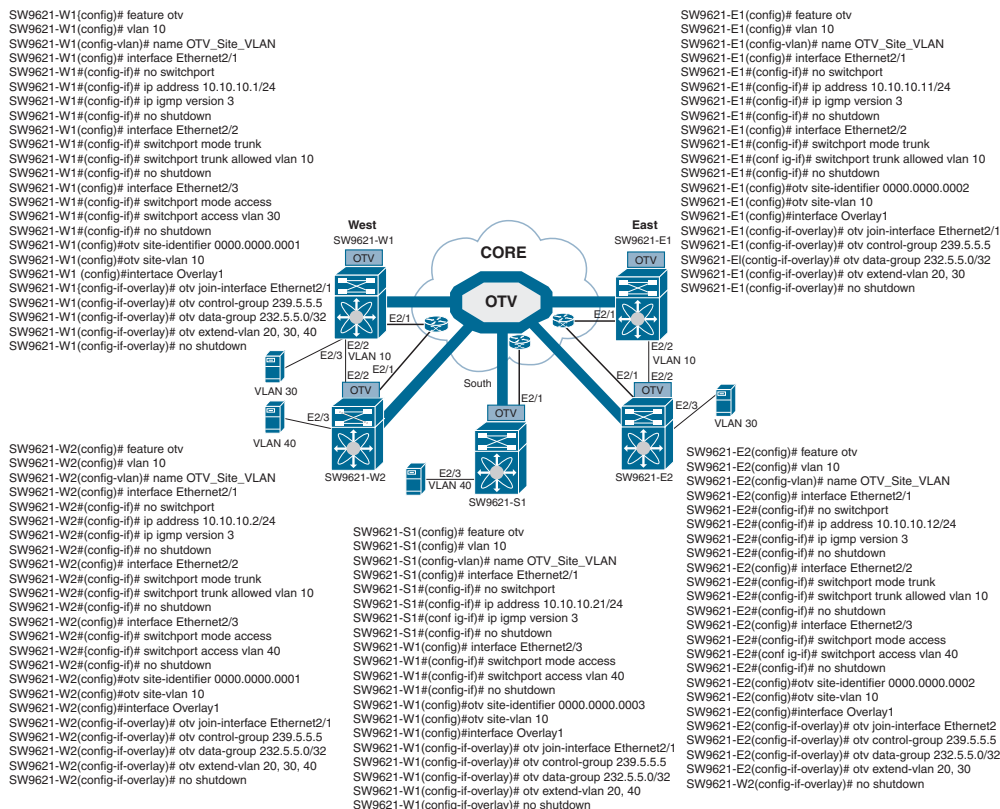 SW9621-W1{config)# feature otv
SW9621-W1(config)# vlan 10
SW9621-W1(config-vlan)# name OTV_Site_VLAN
SW9621-W1(config)# interface Ethernet2/1
SW9621-W1#(config-if)# no switchport
SW9621-W1#(config-if)# ip address 10.10.10.1/24
SW9621-W1#(config-if)# ip igmp version 3
SW9621-W1#(config-if)# no shutdown
SW9621-W1(config)# interface Ethernet2/2
SW9621-W1#(config-if)# switchport mode trunk
SW9621-W1#(config-if)# switchport trunk allowed vlan 10
SW9621-W1#(config-if)# no shutdown
SW9621-W1(config)# interface Ethernet2/3
SW9621-W1#(config-if)# switchport mode access
SW9621-W1#(config-if)# switchport access vlan 30
SW9621-W1#(config-if)# no shutdown
SW9621-W1(config)#otv site-identifier 0000.0000.0001
SW9621-W1(config)#otv site-vlan 10
SW9621-W1 (config)#intertace Overlay1
SW9621-W1{config-if-overlay)# otv join-interface Ethernet2/1
SW9621-W1(config-if-overlay)# otv control-group 239.5.5.5
SW9621-W1(config-if-overlay)# otv data-group 232.5.5.0/32
SW9621-W1(config-if-overlay)# otv extend-vlan 20, 30, 40
SW9621-W1(config-if-overlay)# no shutdown
SW9621-E1(config)# feature otv
SW9621-E1(config)# vlan 10
SW9621-E1(config-vlan)# name OTV_Site_VLAN
SW9621-E1(config)# interface Ethernet2/1
SW9621-E1#(config-if)# no switchport
SW9621-E1#(config-if)# ip address 10.10.10.11/24
SW9621-E1#(config-if)# ip igmp version 3
SW9621-E1#(config-if)# no shutdown
SW9621-E1(config)# interface Ethernet2/2
SW9621-E1#(config-if)# switchport mode trunk
SW9621-E1#(conf ig-if)# switchport trunk allowed vlan 10
SW9621-E1#(config-if)# no shutdown
SW9621-E1(config)#otv site-identifier 0000.0000.0002
SW9621-E1(config)#otv site-vlan 10
SW9621-E1(config)#interface Overlay1
SW9621-E1(config-if-overlay)# otv join-interface Ethernet2/1
SW9621-E1(config-if-overlay)# otv control-group 239.5.5.5
SW9621-El(contig-if-overlay)# otv data-group 232.5.5.0/32
SW9621-E1(config-if-overlay)# otv extend-vlan 20, 30
SW9621-E1(config-if-overlay)# no shutdown
West
SW9621-W1
OTV
CORE
OTV
East
SW9621-E1
OTV
E2/1
E2/1
E2/2
E2/3
VLAN 10
E2/2
E2/1
VLAN 30
OTV
E2/3
VLAN 40
SW9621-W2
South
E2/1
OTV
E2/3
VLAN 40
SW9621-S1
E2/2
VLAN 10
E2/1
E2/2
OTV
E2/3
VLAN 30
SW9621-E2
SW9621-W2(config)# feature otv
SW9621-W2(config)# vlan 10
SW9621-W2(config-vlan)# name OTV_Site_VLAN
SW9621-W2(config)# interface Ethernet2/1
SW9621-W2#(config-if)# no switchport
SW9621-W2#(config-if)# ip address 10.10.10.2/24
SW9621-W2#(config-if)# ip igmp version 3
SW9621-W2#(config-if)# no shutdown
SW9621-W2(config)# interface Ethernet2/2
SW9621-W2#(config-if)# switchport mode trunk
SW9621-W2#(config-if)# switchport trunk allowed vlan 10
SW9621-W2#(config-if)# no shutdown
SW9621-W2(config)# interface Ethernet2/3
SW9621-W2#(config-if)# switchport mode access
SW9621-W2#{config-if)# switchport access vlan 40
SW9621-W2#(config-if)# no shutdown
SW9621-W2(config)#otv site-identifier 0000.0000.0001
SW9621-W2(config)#otv site-vlan 10
SW9621-W2(config)#interface Overlay1
SW9621-W2(config-if-overlay)# otv join-interface Ethernet2/1
SW9621-W2(config-if-overlay)# otv control-group 239.5.5.5
SW9621-W2(config-if-overlay)# otv data-group 232.5.5.0/32
SW9621-W2(config-if-overlay)# otv extend-vlan 20, 30, 40
SW9621-W2(config-if-overlay)# no shutdown
SW9621-S1(config)# feature otv
SW9621-S1(config)# vlan 10
SW9621-S1(config-vlan)# name OTV_Site_VLAN
SW9621-S1(config)# interface Ethernet2/1
SW9621-S1#(config-if)# no switchport
SW9621-S1#(config-if)# ip address 10.10.10.21/24
SW9621-S1#(conf ig-if)# ip igmp version 3
SW9621-S1#(config-if)# no shutdown
SW9621-W1(config)# interface Ethernet2/3
SW9621-W1#(config-if)# switchport mode access
SW9621-W1#(config-if)# switchport access vlan 40
SW9621-W1#(config-if)# no shutdown
SW9621-W1(config)#otv site-identifier 0000.0000.0003
SW9621-W1(config)#otv site-vlan 10
SW9621-W1(config)#interface Overlay1
SW9621-W1(config-if-overlay)# otv join-interface Ethernet2/1
SW9621-W1(config-if-overlay)# otv control-group 239.5.5.5
SW9621-W1(config-if-overlay)# otv data-group 232.5.5.0/32
SW9621-W1(config-if-overlay)# otv extend-vlan 20, 40
SW9621-W1(config-if-overlay)# no shutdown
SW9621-E2(config)# feature otv
SW9621-E2(config)# vlan 10
SW9621-E2(config-vlan)# name OTV_Site_VLAN
SW9621-E2(config)# interface Ethernet2/1
SW9621-E2#(config-if)# no switchport
SW9621-E2#(config-if)# ip address 10.10.10.12/24
SW9621-E2#(config-if)# ip igmp version 3
SW9621-E2#(config-if)# no shutdown
SW9621-E2(config)# interface Ethernet2/2
SW9621-E2#(config-if)# switchport mode trunk
SW9621-E2#(config-if)# switchport trunk allowed vlan 10
SW9621-E2#(config-if)# no shutdown
SW9621-E2(config)# interface Ethernet2/3
SW9621-E2#(config-if)# switchport mode access
SW9621-E2#(conf ig-if)# switchport access vlan 40
SW9621-E2#(config-if)# no shutdown
SW9621-E2(config)#otv site-identifier 0000.0000.0002
SW9621-E2(config)#otv site-vlan 10
SW9621-E2(config)#interface Overlay1
SW9621-E2(config-if-overlay)# otv join-interface Ethernet2
SW9621-E2(config-if-overlay)# otv control-group 239.5.5.5
SW9621-E2(config-if-overlay)# otv data-group 232.5.5.0/32
SW9621-E2(config-if-overlay)# otv extend-vlan 20, 30
SW9621-W2(config-if-overlay)# no shutdown